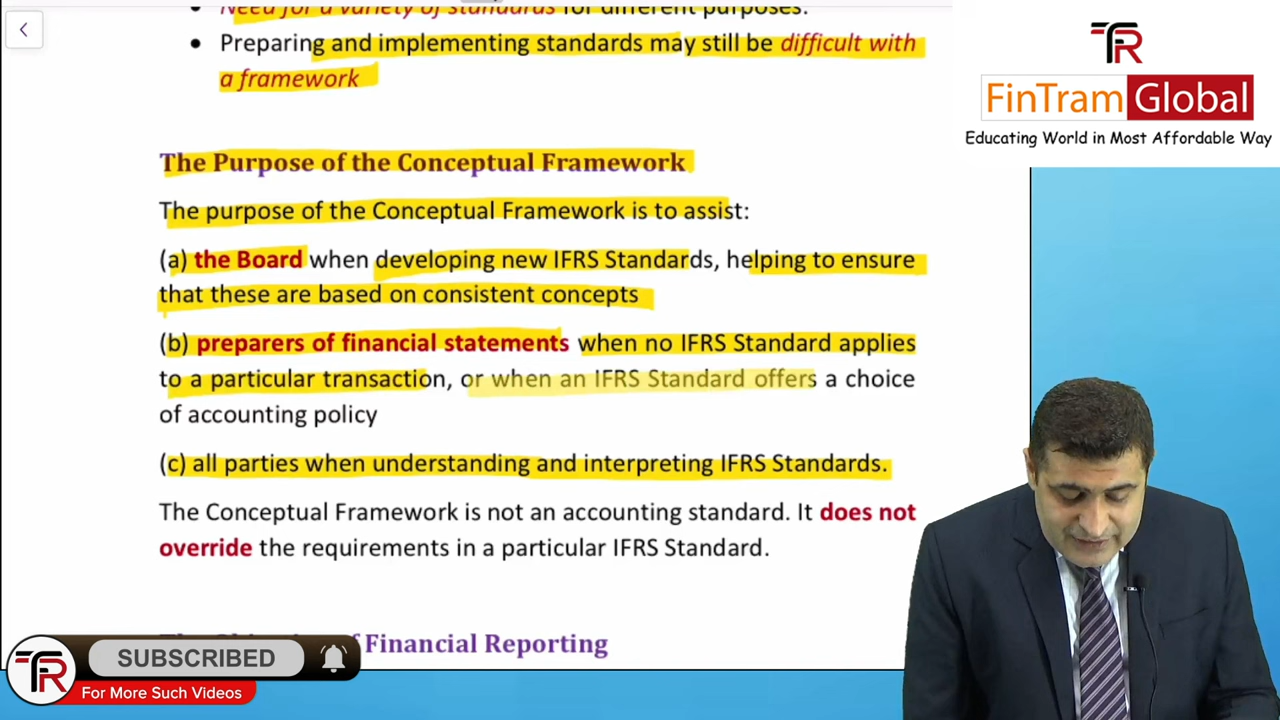 Need for a variety of standards for different purposes.
• Preparing and implementing standards may still be difficult with
a framework
The Purpose of the Conceptual Framework
The purpose of the Conceptual Framework is to assist:
(a) the Board when developing new IFRS Standards, helping to ensure
that these are based on consistent concepts
(b) preparers of financial statements when no IFRS Standard applies
to a particular transaction, or when an IFRS Standard offers a choice
of accounting policy
(c) all parties when understanding and interpreting IFRS Standards.
The Conceptual Framework is not an accounting standard. It does not
override the requirements in a particular IFRS Standard.
Financial Reporting
TR
FinTram Global
Educating World in Most Affordable Way
TR
SUBSCRIBED
For More Such Videos